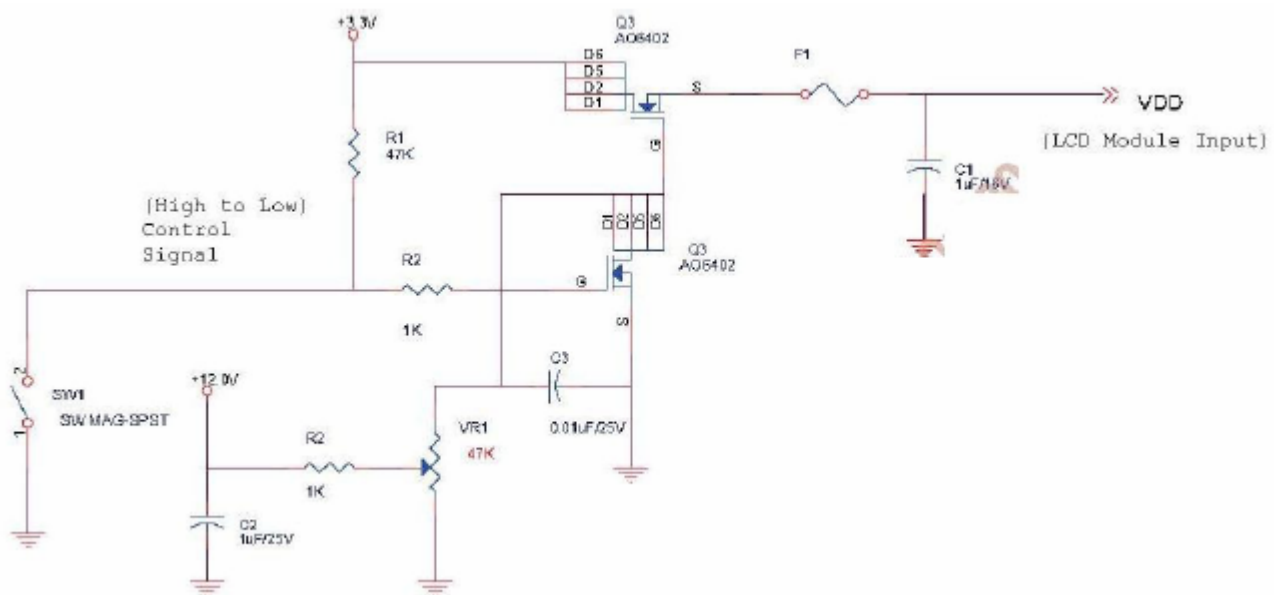 +3.3V
Q3
AO6402
D6
D5
D2
D1
S
G
F1
VDD
(LCD Module Input)
R1
47K
C1
1uF/16V
(High to Low)
Control
Signal
D1
D2
D5
D6
Q3
AO6402
R2
G
1K
S
2
SW1
SW MAG-SPST
1
+12.0V
C3
0.01uF/25V
R2
1K
VR1
47K
C2
1uF/25V